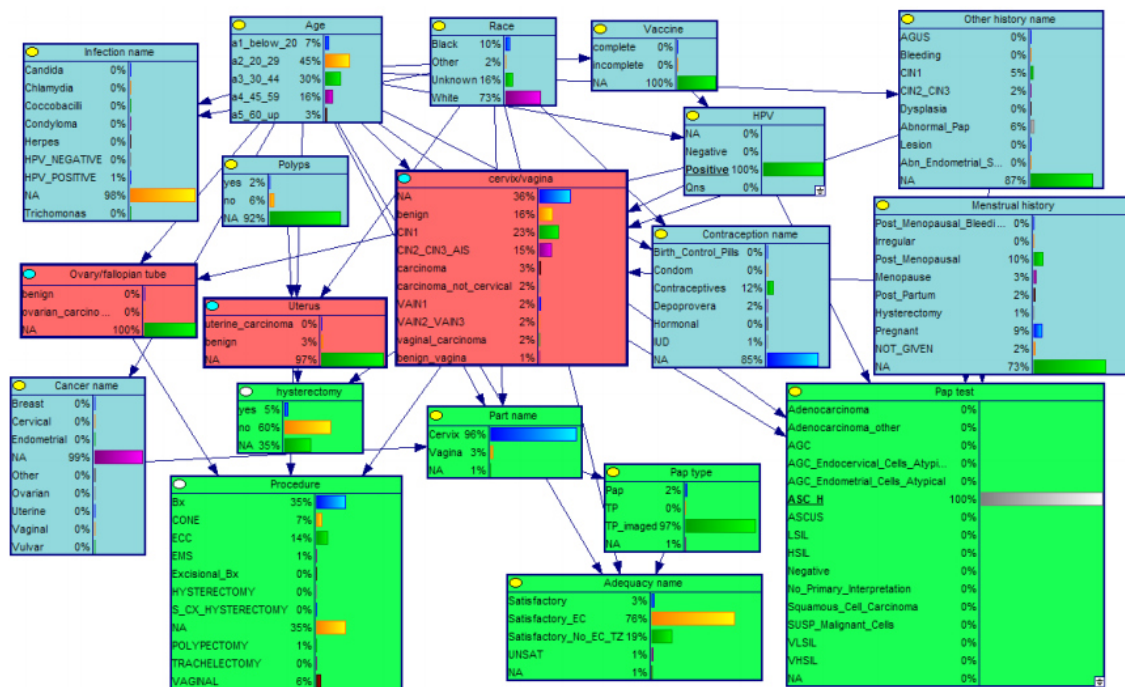 Age
a1_below_20 7%
a2_20_29 45%
a3_30_44 30%
a4_45_59 16%
a5_60_up 3%
Race
Black 10%
Other 2%
Unknown 16%
White 73%
Vaccine
complete 0%
incomplete 0%
NA 100%
Other history name
AGUS 0%
Bleeding 0%
CIN1 5%
CIN2_CIN3 2%
Dysplasia 0%
Abnormal_Pap 6%
Lesion 0%
Abn_Endometrial_S... 0%
NA 87%
Infection name
Candida 0%
Chlamydia 0%
Coccobacilli 0%
Condyloma 0%
Herpes 0%
HPV_NEGATIVE 0%
HPV_POSITIVE 1%
NA 98%
Trichomonas 0%
HPV
NA 0%
Negative 0%
Positive 100%
Qns 0%
Polyps
yes 2%
no 6%
NA 92%
cervix/vagina
NA 36%
benign 16%
CIN1 23%
CIN2_CIN3_AIS 15%
carcinoma 3%
carcinoma_not_cervical 2%
VAIN1 2%
VAIN2_VAIN3 2%
vaginal_carcinoma 2%
benign_vagina 1%
Contraception name
Birth_Control_Pills 0%
Condom 0%
Contraceptives 12%
Depoprovera 2%
Hormonal 0%
IUD 1%
NA 85%
Menstrual history
Post_Menopausal_Bleedi... 0%
Irregular 0%
Post_Menopausal 10%
Menopause 3%
Post_Partum 2%
Hysterectomy 1%
Pregnant 9%
NOT_GIVEN 2%
NA 73%
Ovary/fallopian tube
benign 0%
ovarian_carcino ... 0%
NA 100%
Uterus
uterine_carcinoma 0%
benign 3%
NA 97%
Cancer name
Breast 0%
Cervical 0%
Endometrial 0%
NA 99%
Other 0%
Ovarian 0%
Uterine 0%
Vaginal 0%
Vulvar 0%
hysterectomy
yes 5%
no 60%
NA 35%
Part name
Cervix 96%
Vagina 3%
NA 1%
Pap test
Adenocarcinoma 0%
Adenocarcinoma_other 0%
AGC 0%
AGC_Endocervical_Cells_Atypi... 0%
AGC_Endometrial_Cells_Atypical 0%
ASC_H 100%
ASCUS 0%
LSIL 0%
HSIL 0%
Negative 0%
No_Primary_Interpretation 0%
Squamous_Cell_Carcinoma 0%
SUSP_Malignant_Cells 0%
VLSIL 0%
VHSIL 0%
NA 0%
Procedure
Bx 35%
CONE 7%
ECC 14%
EMS 1%
Excisional_Bx 0%
HYSTERECTOMY 0%
S_CX_HYSTERECTOMY 0%
NA 35%
POLYPECTOMY 1%
TRACHELECTOMY 0%
VAGINAL 6%
Pap type
Pap 2%
TP 0%
TP_imaged 97%
NA 1%
Adequacy name
Satisfactory 3%
Satisfactory_EC 76%
Satisfactory_No_EC_TZ 19%
UNSAT 1%
NA 1%